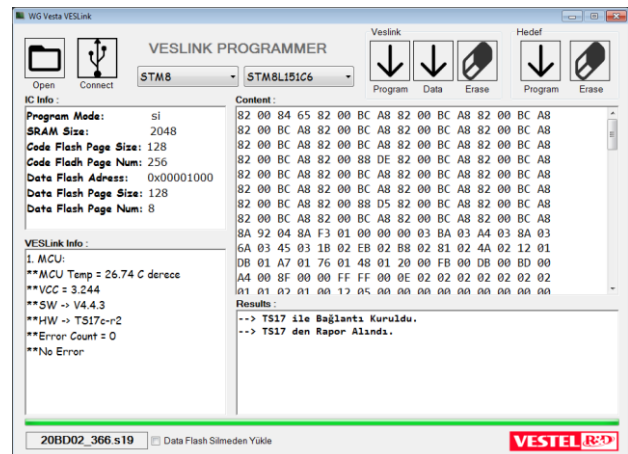 WG Vesta VESLink
Open
Connect
VESLINK PROGRAMMER
STM8
STM8L151C6
Veslink
Program
Data
Erase
Hedef
Program
Erase
IC Info :
Program Mode: si
SRAM Size: 2048
Code Flash Page Size: 128
Code Fladh Page Num: 256
Data Flash Adress: 0x00001000
Data Flash Page Size: 128
Data Flash Page Num: 8
VESLink Info :
1. MCU:
**MCU Temp = 26.74 C derece
**VCC = 3.244
**SW -> V4.4.3
**HW -> TS17c-r2
**Error Count = 0
**No Error
Content :
82 00 84 65 82 00 BC A8 82 00 BC A8 82 00 BC A8
82 00 BC A8 82 00 BC A8 82 00 BC A8 82 00 BC A8
82 00 BC A8 82 00 BC A8 82 00 BC A8 82 00 BC A8
82 00 BC A8 82 00 88 DE 82 00 BC A8 82 00 BC A8
82 00 BC A8 82 00 BC A8 82 00 BC A8 82 00 BC A8
82 00 BC A8 82 00 BC A8 82 00 BC A8 82 00 BC A8
82 00 BC A8 82 00 88 D5 82 00 BC A8 82 00 BC A8
82 00 BC A8 82 00 BC A8 82 00 BC A8 82 00 BC A8
8A 92 04 8A F3 01 00 00 00 03 BA 03 A4 03 8A 03
6A 03 45 03 1B 02 EB 02 B8 02 81 02 4A 02 12 01
DB 01 A7 01 76 01 48 01 20 00 FB 00 DB 00 BD 00
A4 00 8F 00 00 FF FF 00 0E 02 02 02 02 02 02 02
01 01 02 01 00 12 05 00 00 00 00 00 00 00 00 00
Results :
--> TS17 ile Bağlantı Kuruldu.
--> TS17 den Rapor Alındı.
20BD02_366.s19
Data Flash Silmeden Yükle
VESTEL R&D